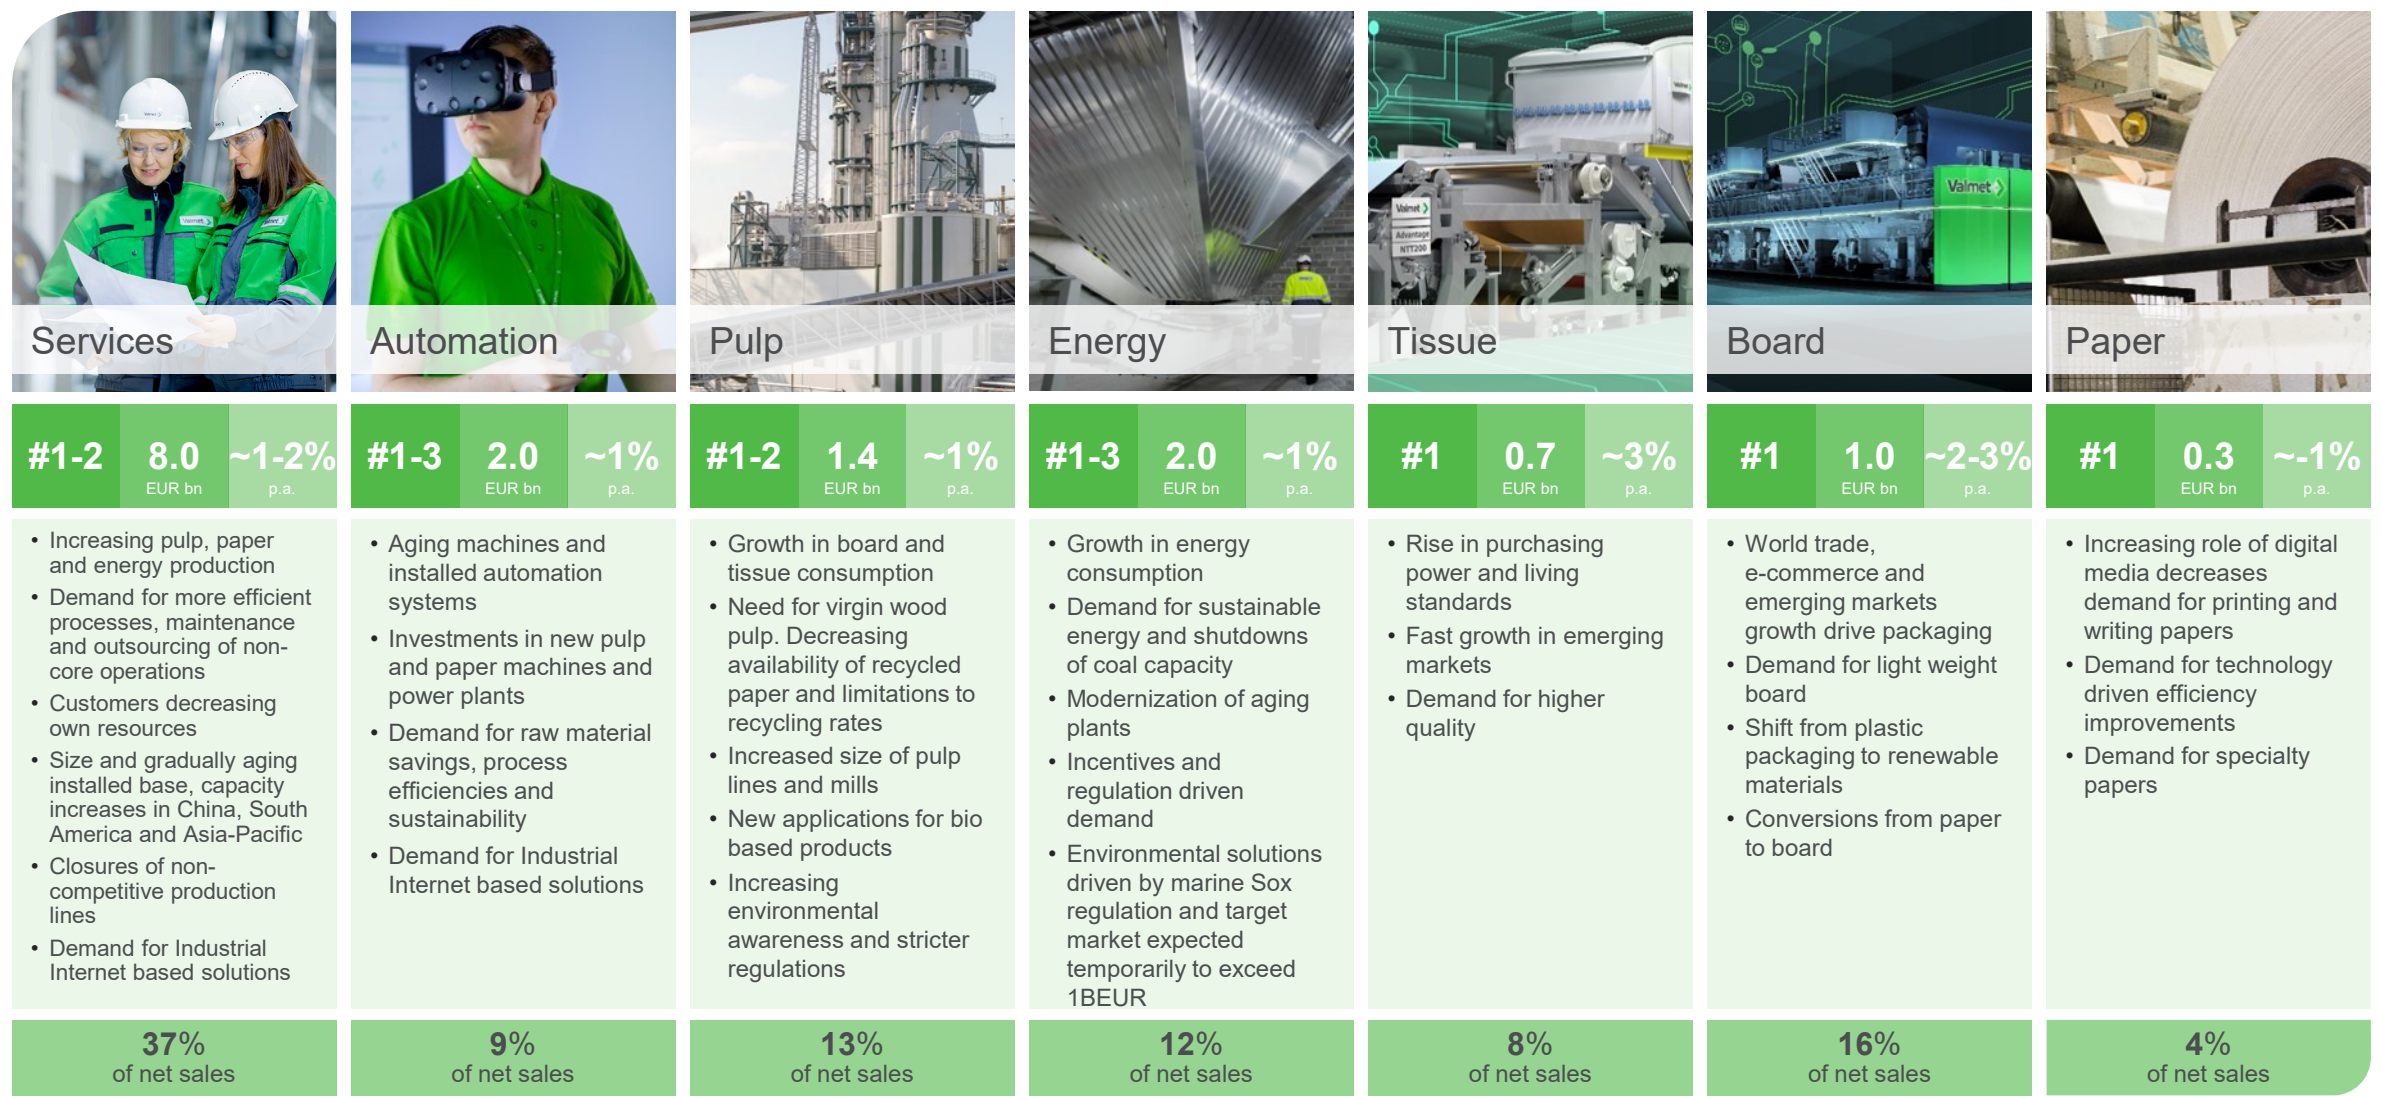 Valmet
Valmet
Valmet
Advantage
NTT200
Valmet
Services
Automation
Pulp
Energy
Tissue
Board
Paper
#1-2
8.0
EUR bn
~1-2%
p.a.
#1-3
2.0
EUR bn
~1%
p.a.
#1-2
1.4
EUR bn
~1%
p.a.
#1-3
2.0
EUR bn
~1%
p.a.
#1
0.7
EUR bn
~3%
p.a.
#1
1.0
EUR bn
~2-3%
p.a.
#1
0.3
EUR bn
~-1%
p.a.
• Increasing pulp, paper
and energy production
• Demand for more efficient
processes, maintenance
and outsourcing of non-
core operations
• Customers decreasing
own resources
• Size and gradually aging
installed base, capacity
increases in China, South
America and Asia-Pacific
• Closures of non-
competitive production
lines
• Demand for Industrial
Internet based solutions
• Aging machines and
installed automation
systems
• Investments in new pulp
and paper machines and
power plants
• Demand for raw material
savings, process
efficiencies and
sustainability
• Demand for Industrial
Internet based solutions
• Growth in board and
tissue consumption
• Need for virgin wood
pulp. Decreasing
availability of recycled
paper and limitations to
recycling rates
• Increased size of pulp
lines and mills
• New applications for bio
based products
• Increasing
environmental
awareness and stricter
regulations
• Growth in energy
consumption
• Demand for sustainable
energy and shutdowns
of coal capacity
• Modernization of aging
plants
• Incentives and
regulation driven
demand
• Environmental solutions
driven by marine Sox
regulation and target
market expected
temporarily to exceed
1BEUR
• Rise in purchasing
power and living
standards
• Fast growth in emerging
markets
• Demand for higher
quality
• World trade,
e-commerce and
emerging markets
growth drive packaging
• Demand for light weight
board
• Shift from plastic
packaging to renewable
materials
• Conversions from paper
to board
• Increasing role of digital
media decreases
demand for printing and
writing papers
• Demand for technology
driven efficiency
improvements
• Demand for specialty
papers
37%
of net sales
9%
of net sales
13%
of net sales
12%
of net sales
8%
of net sales
16%
of net sales
4%
of net sales